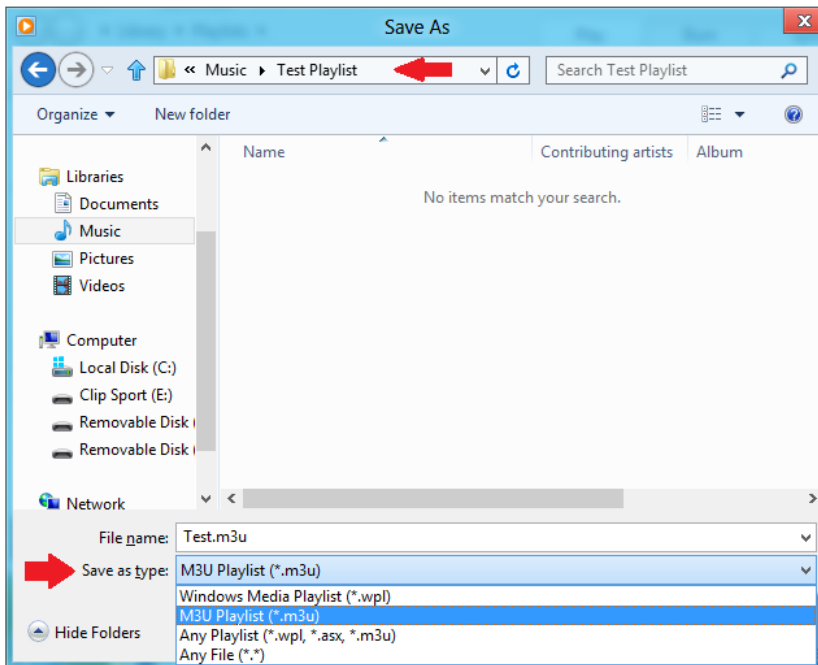 Save As
« Music ▸ Test Playlist
Search Test Playlist
Organize
New folder
Name
Contributing artists
Album
No items match your search.
Libraries
Documents
Music
Pictures
Videos
Computer
Local Disk (C:)
Clip Sport (E:)
Removable Disk (
Removable Disk (
Network
File name: Test.m3u
Save as type: M3U Playlist (*.m3u)
Windows Media Playlist (*.wpl)
M3U Playlist (*.m3u)
Any Playlist (*.wpl, *.asx, *.m3u)
Any File (*.*)
Hide Folders